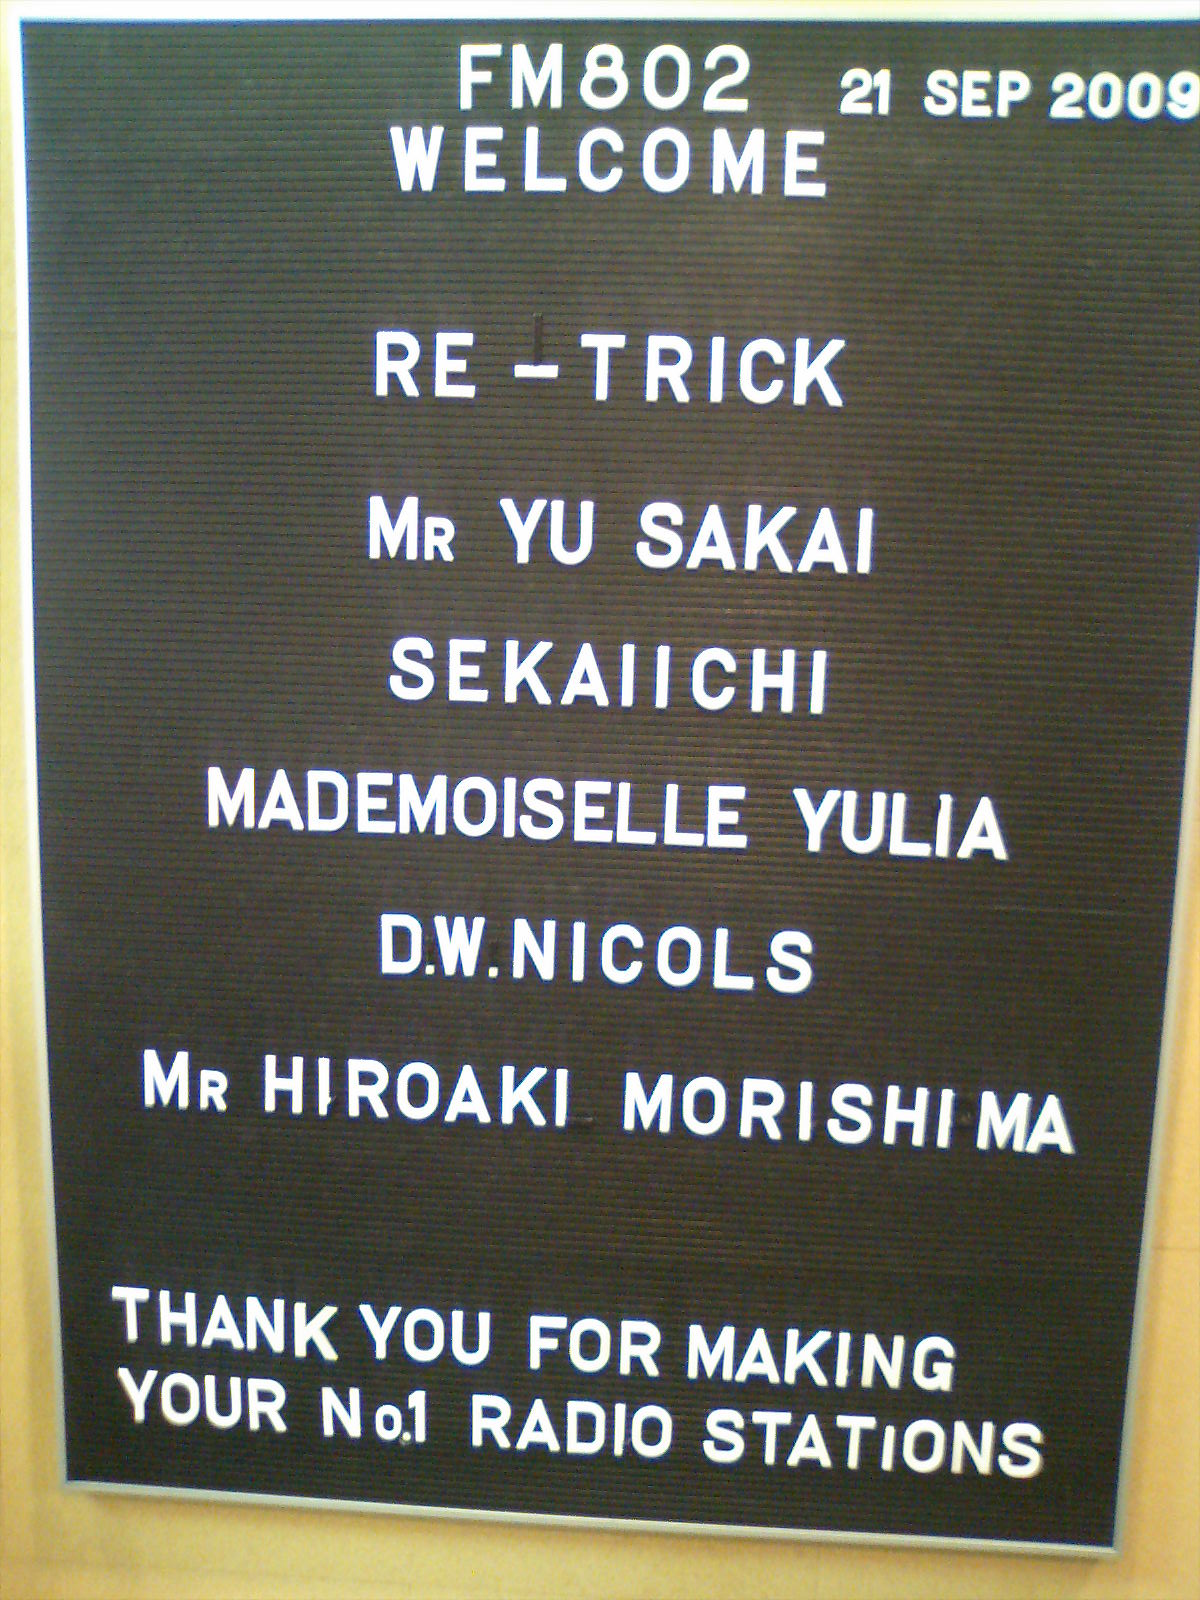 FM802 21 SEP 2009
WELCOME
RE-TRICK
MR YU SAKAI
SEKAIICHI
MADEMOISELLE YULIA
D.W.NICOLS
MR HIROAKI MORISHIMA
THANK YOU FOR MAKING
YOUR No.1 RADIO STATIONS